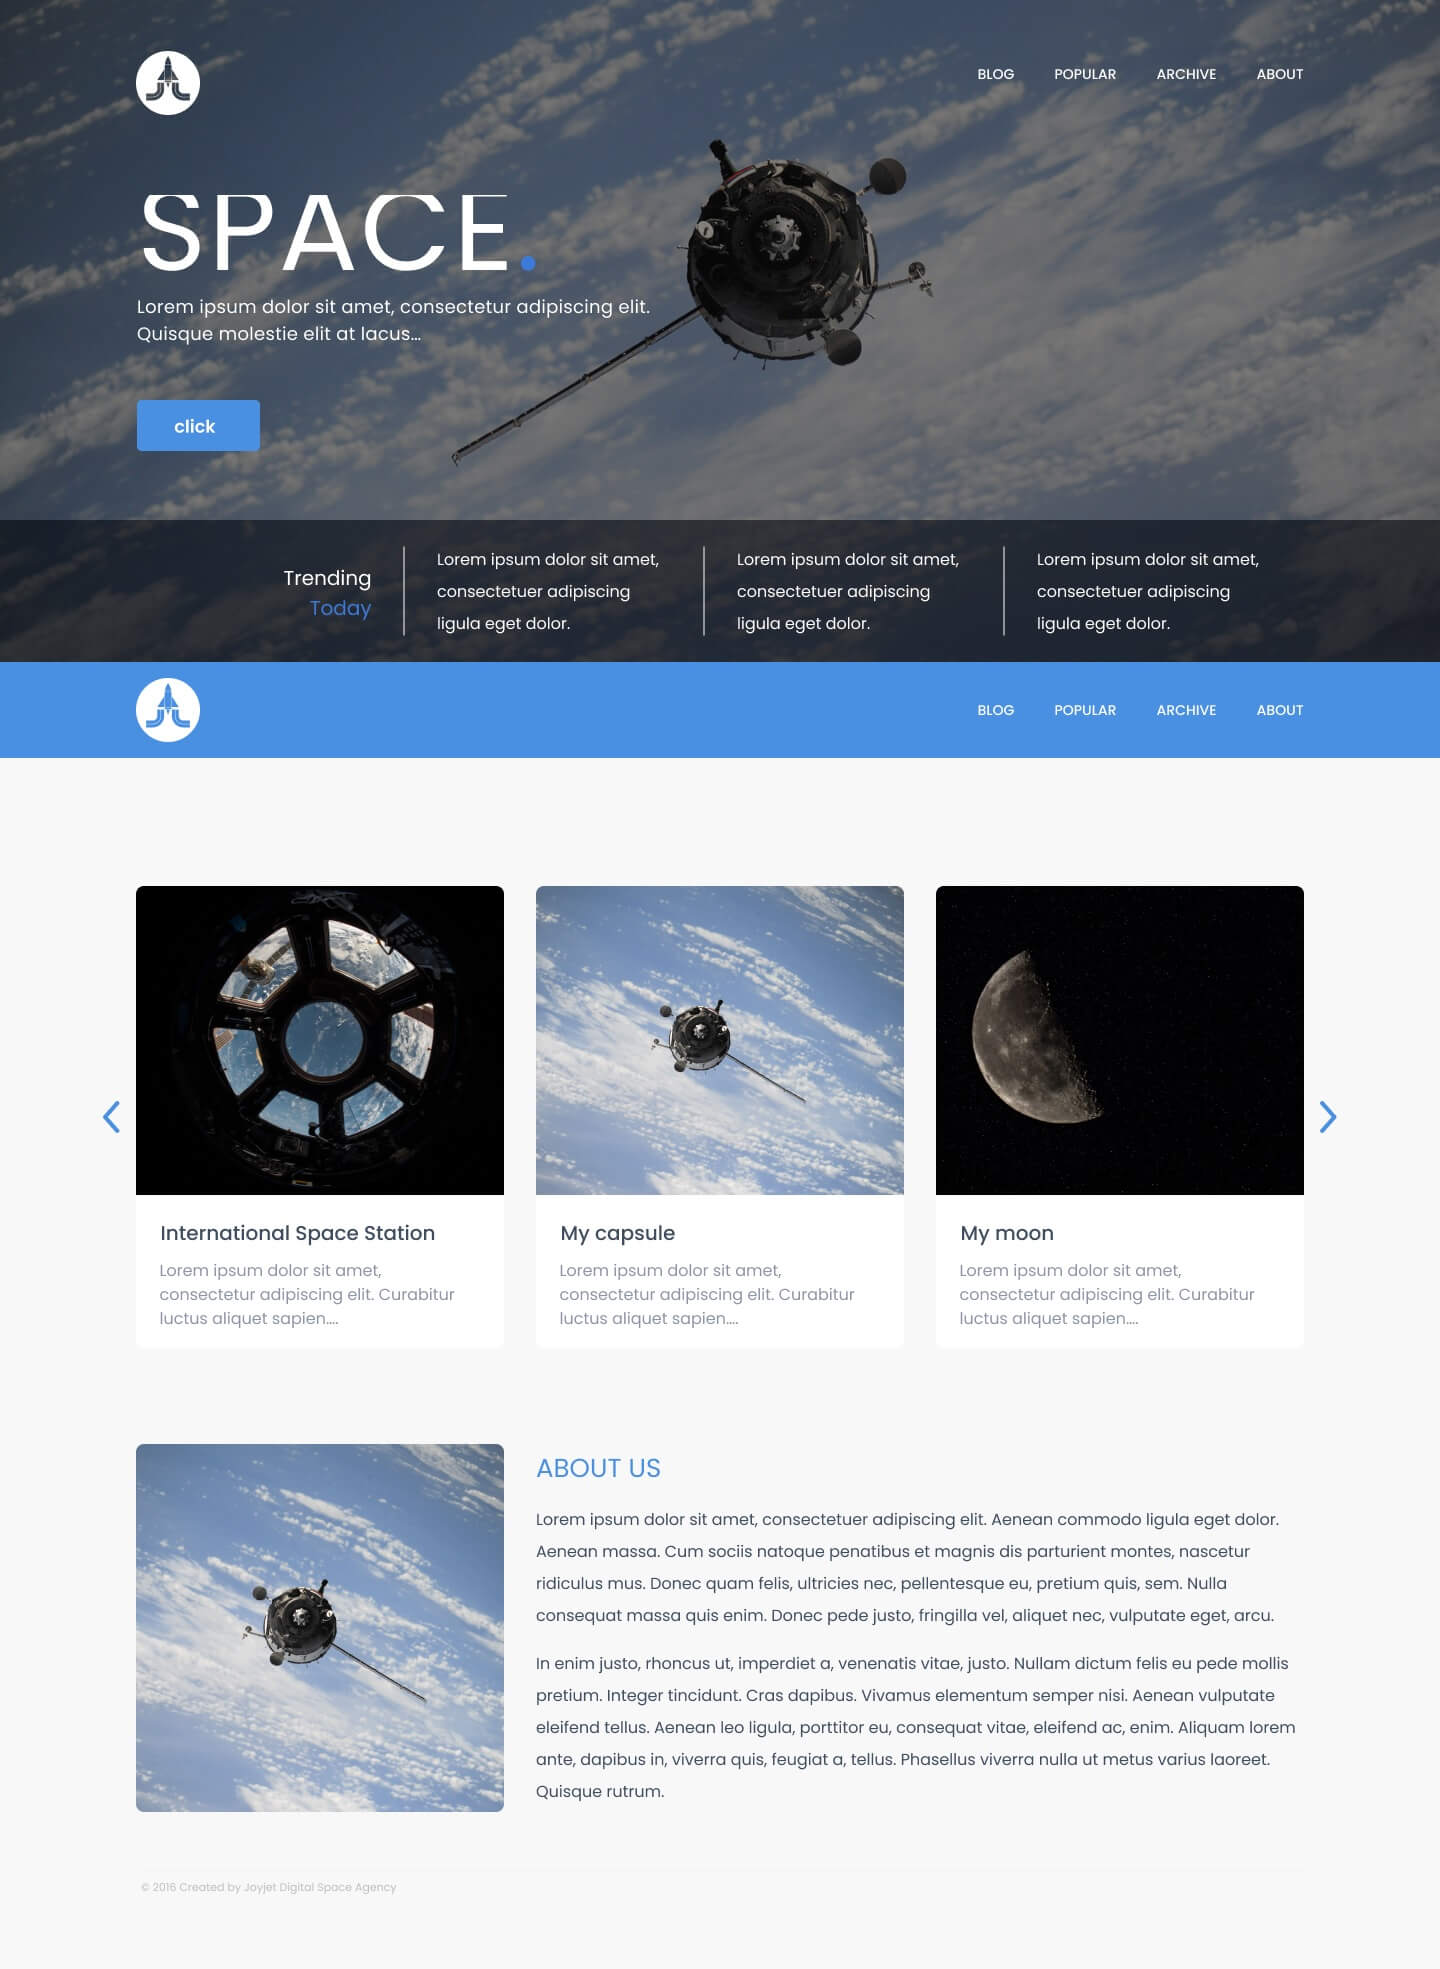 BLOG POPULAR ARCHIVE ABOUT
SPACE.
Lorem ipsum dolor sit amet, consectetur adipiscing elit.
Quisque molestie elit at lacus...
click
Trending
Today
Lorem ipsum dolor sit amet,
consectetuer adipiscing
ligula eget dolor.
Lorem ipsum dolor sit amet,
consectetuer adipiscing
ligula eget dolor.
Lorem ipsum dolor sit amet,
consectetuer adipiscing
ligula eget dolor.
BLOG POPULAR ARCHIVE ABOUT
International Space Station
Lorem ipsum dolor sit amet,
consectetur adipiscing elit. Curabitur
luctus aliquet sapien....
My capsule
Lorem ipsum dolor sit amet,
consectetur adipiscing elit. Curabitur
luctus aliquet sapien....
My moon
Lorem ipsum dolor sit amet,
consectetur adipiscing elit. Curabitur
luctus aliquet sapien....
ABOUT US
Lorem ipsum dolor sit amet, consectetuer adipiscing elit. Aenean commodo ligula eget dolor.
Aenean massa. Cum sociis natoque penatibus et magnis dis parturient montes, nascetur
ridiculus mus. Donec quam felis, ultricies nec, pellentesque eu, pretium quis, sem. Nulla
consequat massa quis enim. Donec pede justo, fringilla vel, aliquet nec, vulputate eget, arcu.
In enim justo, rhoncus ut, imperdiet a, venenatis vitae, justo. Nullam dictum felis eu pede mollis
pretium. Integer tincidunt. Cras dapibus. Vivamus elementum semper nisi. Aenean vulputate
eleifend tellus. Aenean leo ligula, porttitor eu, consequat vitae, eleifend ac, enim. Aliquam lorem
ante, dapibus in, viverra quis, feugiat a, tellus. Phasellus viverra nulla ut metus varius laoreet.
Quisque rutrum.
© 2016 Created by Joyjet Digital Space Agency